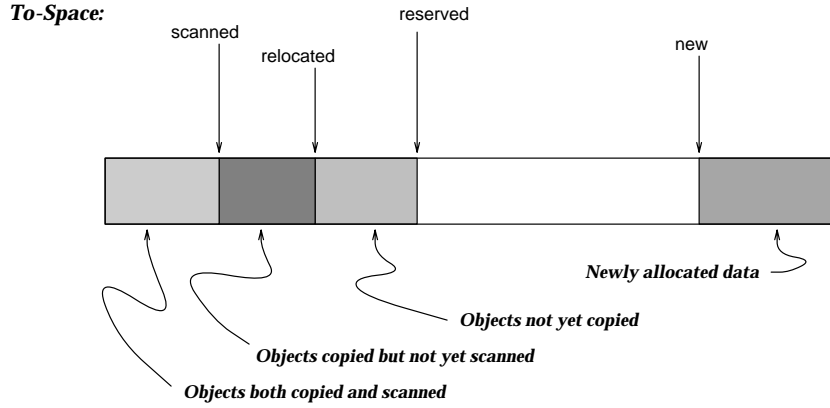 To-Space:
reserved
scanned
new
relocated
Newly allocated data
Objects not yet copied
Objects copied but not yet scanned
Objects both copied and scanned